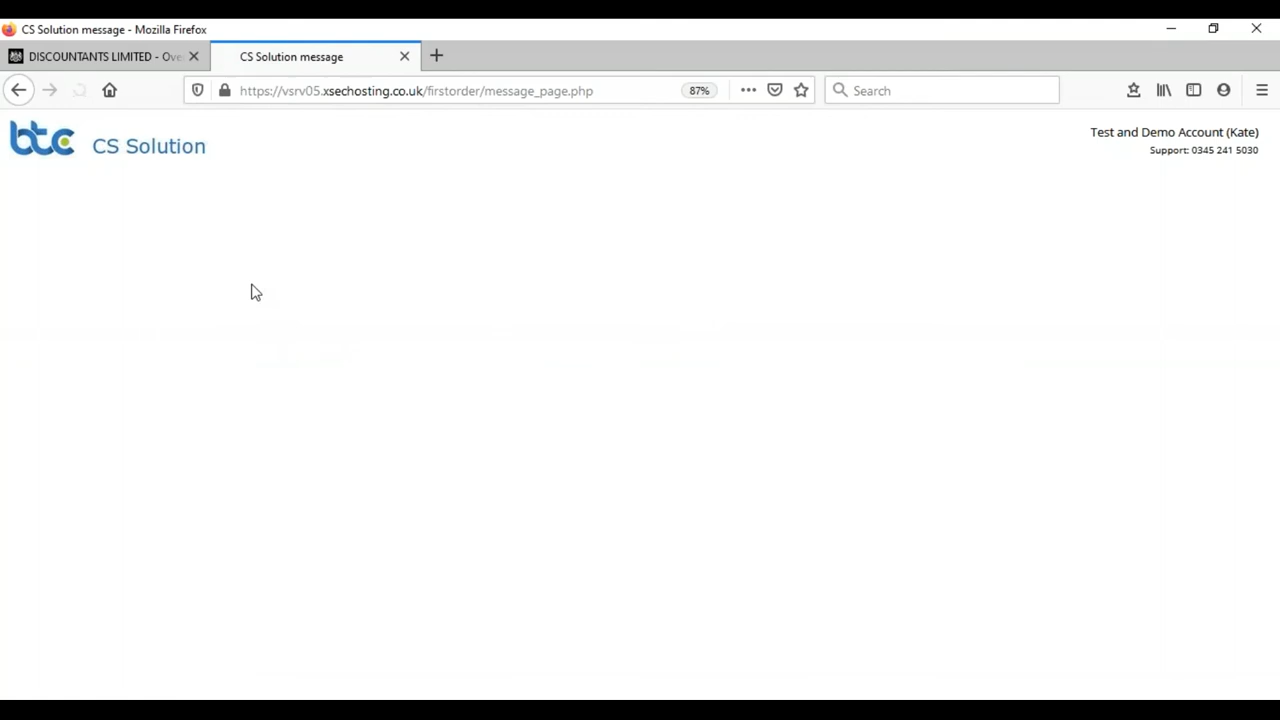 CS Solution message - Mozilla Firefox
DISCOUNTANTS LIMITED - Ove
CS Solution message
https://vsrv05.xsechosting.co.uk/firstorder/message_page.php
87%
Search
btc
CS Solution
Test and Demo Account (Kate)
Support: 0345 241 5030